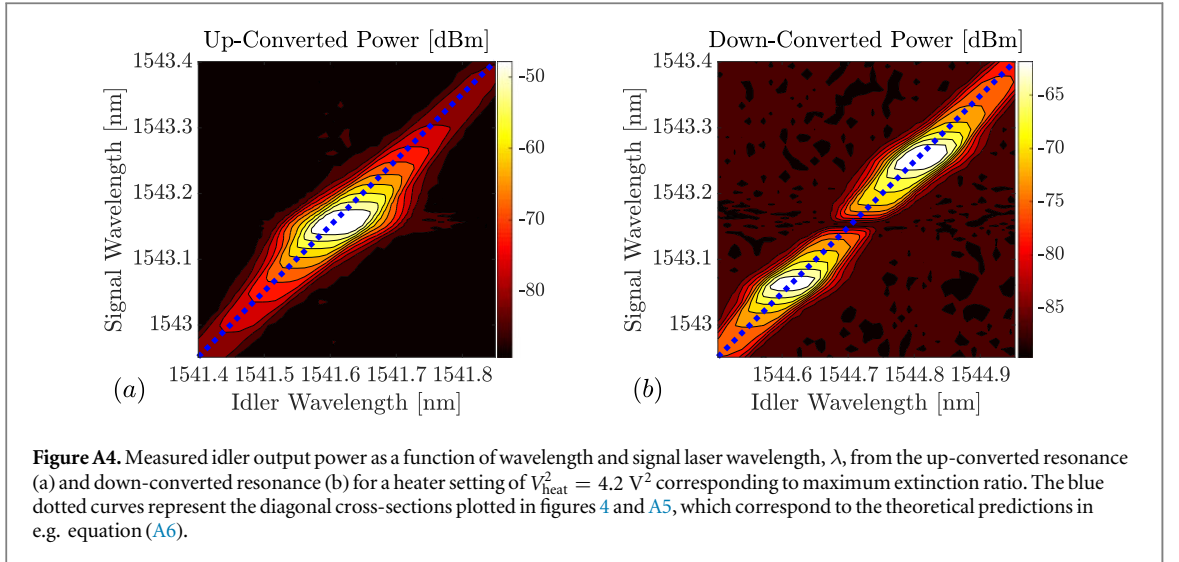 Up-Converted Power [dBm]
Down-Converted Power [dBm]
1543.4
1543.3
1543.2
1543.1
1543
Signal Wavelength [nm]
-50
-60
-70
-80
1541.4 1541.5 1541.6 1541.7 1541.8
(a)
Idler Wavelength [nm]
1543.4
1543.3
1543.2
1543.1
1543
Signal Wavelength [nm]
-65
-70
-75
-80
-85
1544.6 1544.7 1544.8 1544.9
(b)
Idler Wavelength [nm]
Figure A4. Measured idler output power as a function of wavelength and signal laser wavelength, λ, from the up-converted resonance
(a) and down-converted resonance (b) for a heater setting of V²heat = 4.2 V² corresponding to maximum extinction ratio. The blue
dotted curves represent the diagonal cross-sections plotted in figures 4 and A5, which correspond to the theoretical predictions in
e.g. equation (A6).